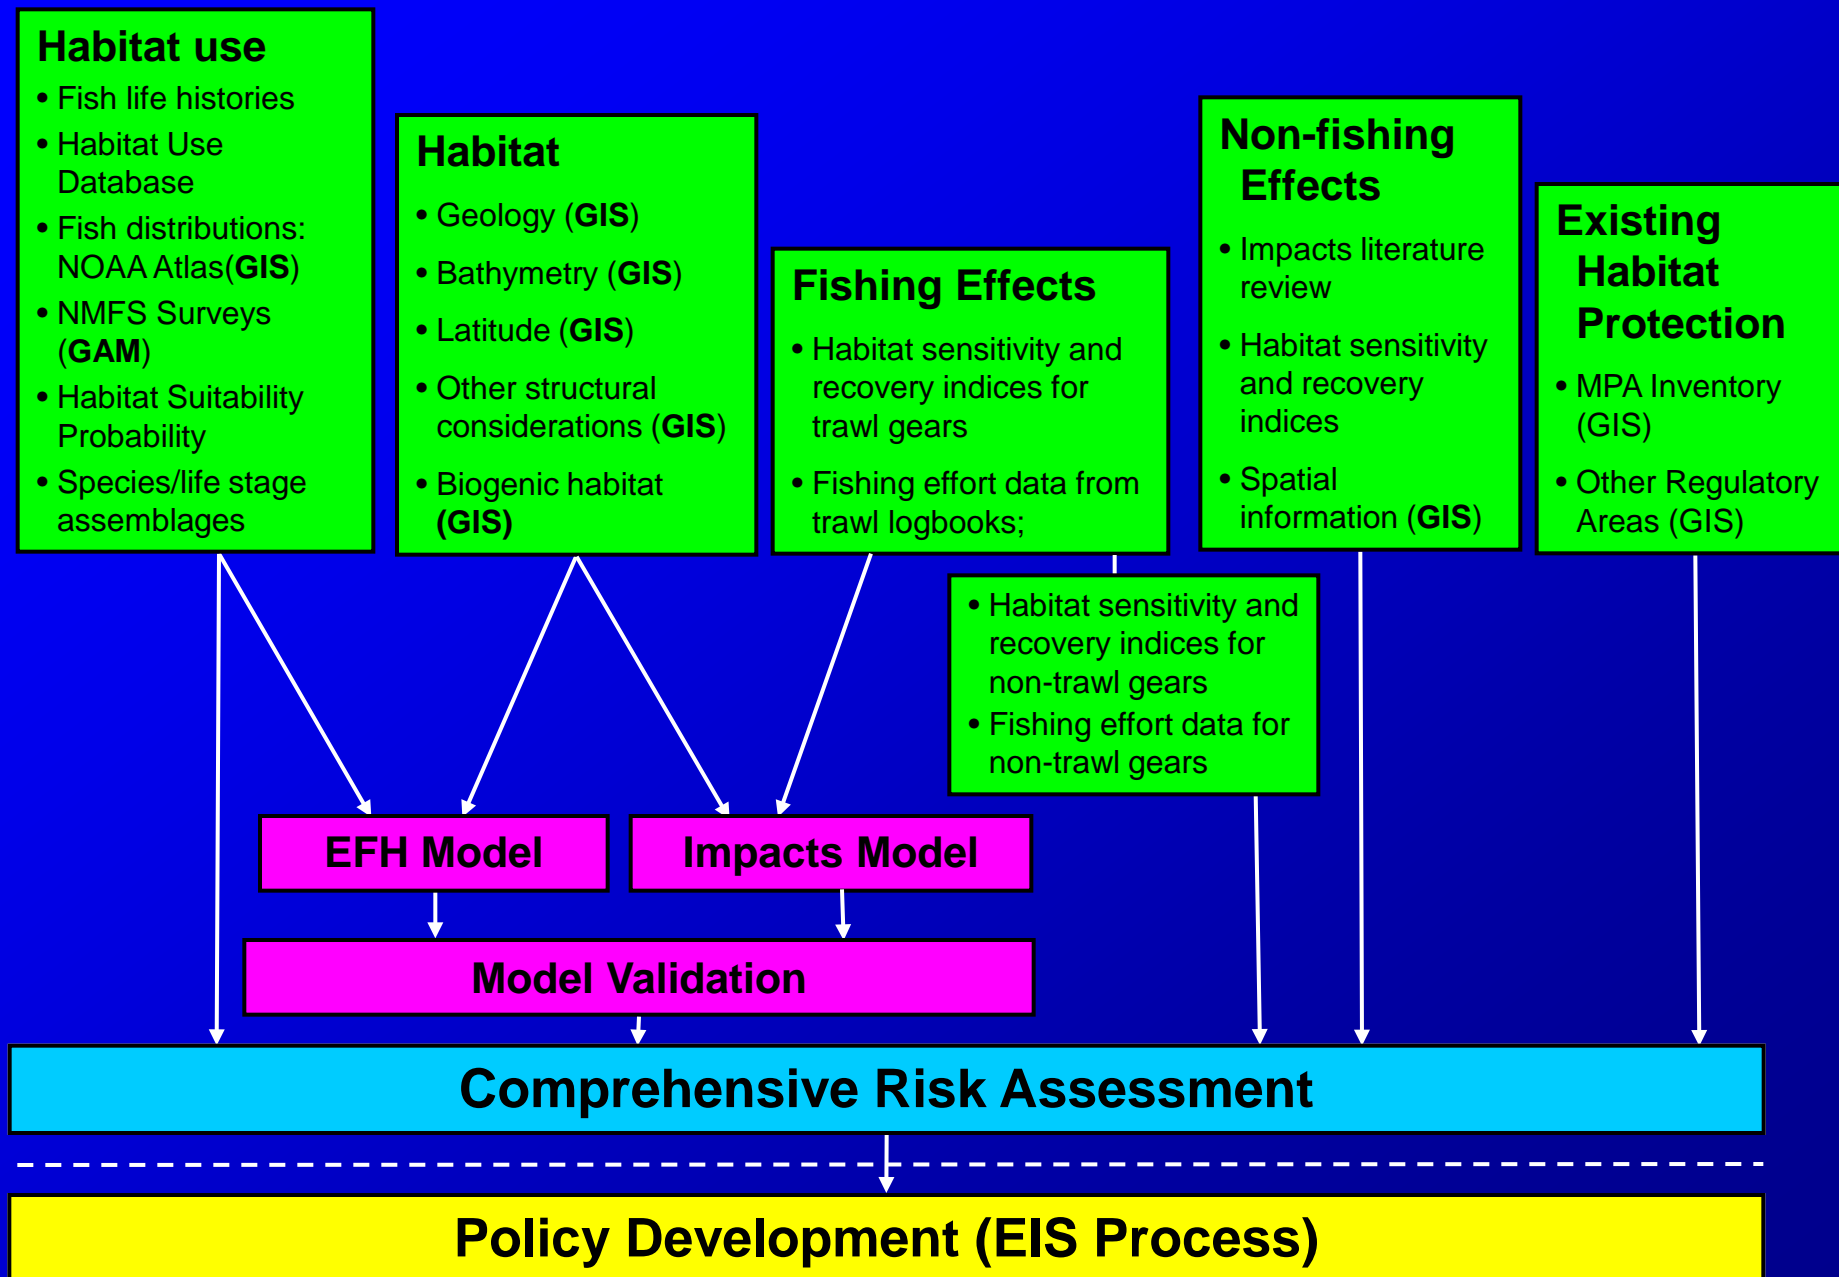 Habitat use
• Fish life histories
• Habitat Use
Database
• Fish distributions:
NOAA Atlas(GIS)
• NMFS Surveys
(GAM)
• Habitat Suitability
Probability
• Species/life stage
assemblages
Habitat
• Geology (GIS)
• Bathymetry (GIS)
• Latitude (GIS)
• Other structural
considerations (GIS)
• Biogenic habitat
(GIS)
Fishing Effects
• Habitat sensitivity and
recovery indices for
trawl gears
• Fishing effort data from
trawl logbooks;
• Habitat sensitivity and
recovery indices for
non-trawl gears
• Fishing effort data for
non-trawl gears
Non-fishing
Effects
• Impacts literature
review
• Habitat sensitivity
and recovery
indices
• Spatial
information (GIS)
Existing
Habitat
Protection
• MPA Inventory
(GIS)
• Other Regulatory
Areas (GIS)
EFH Model
Impacts Model
Model Validation
Comprehensive Risk Assessment
Policy Development (EIS Process)